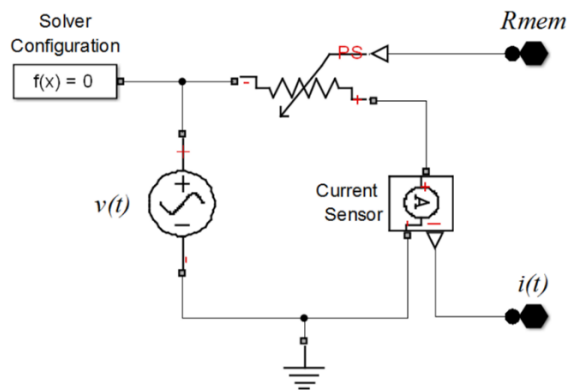 Solver
Configuration
f(x) = 0
PS
Rmem
-
+
+
+
v(t)
−
-
Current
Sensor
+
A
−
i(t)